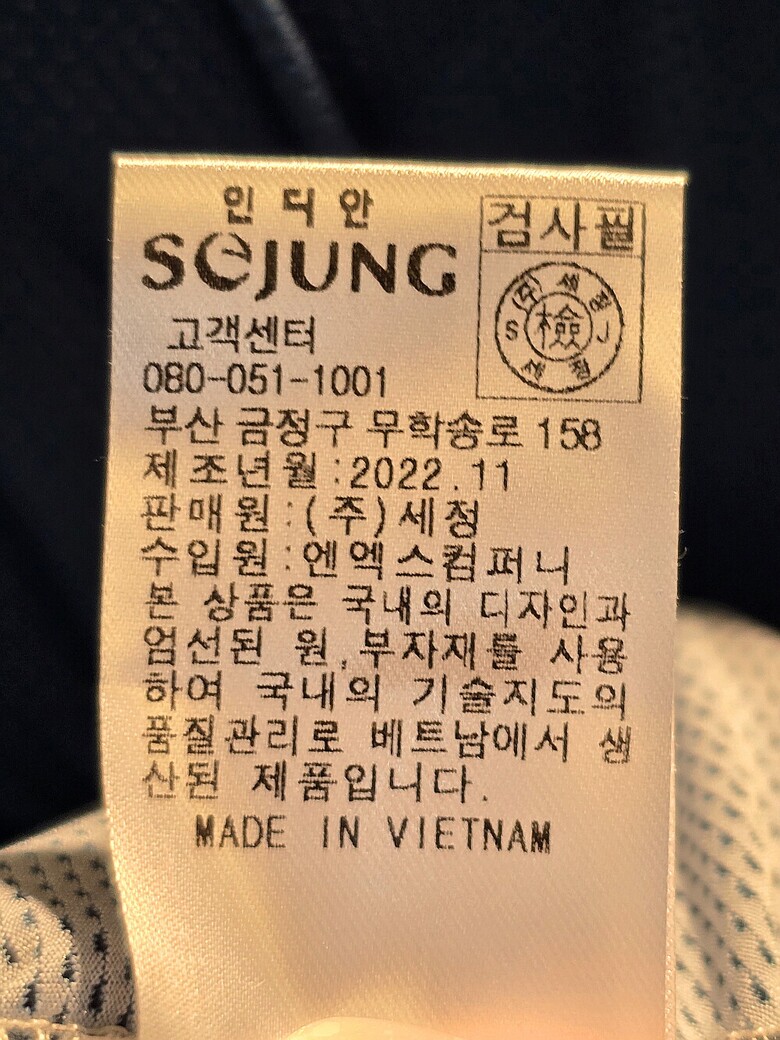 인디안
SEJUNG
검사필
(주)세정
S 檢 J
세정
고객센터
080-051-1001
부산 금정구 무학송로 158
제조년월:2022.11
판매원:(주)세정
수입원:엔엑스컴퍼니
본 상품은 국내의 디자인과
엄선된 원,부자재를 사용
하여 국내의 기술지도의
품질관리로 베트남에서 생
산된 제품입니다.
MADE IN VIETNAM